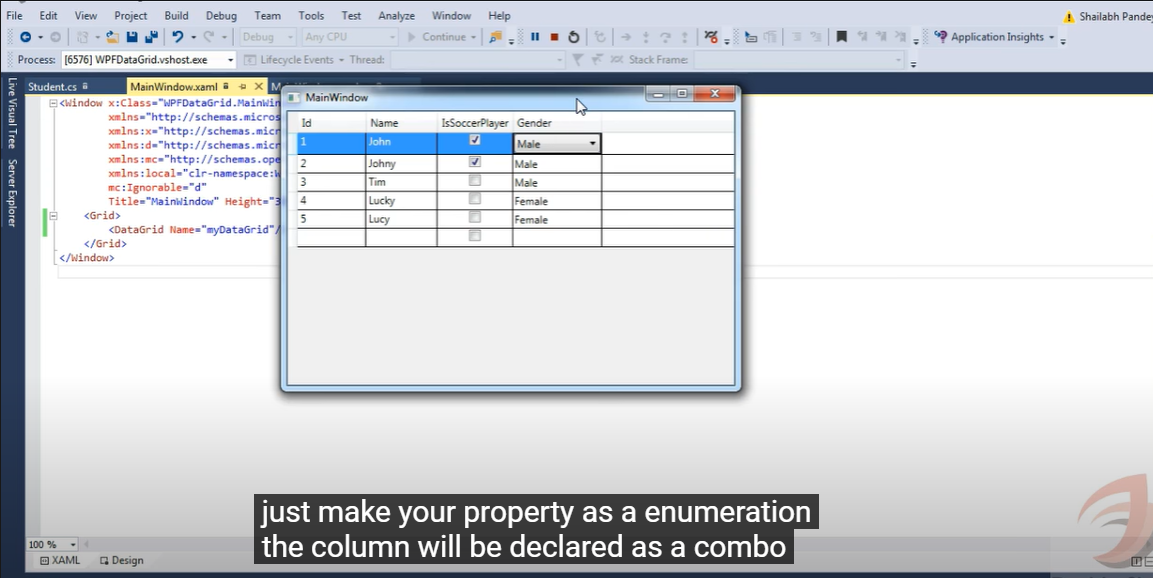 File Edit View Project Build Debug Team Tools Test Analyze Window Help
Shailabh Pandey
Debug Any CPU Continue Application Insights
Process: [6576] WPFDataGrid.vshost.exe Lifecycle Events Thread: Stack Frame:
Live Visual Tree
Server Explorer
Student.cs MainWindow.xaml
<Window x:Class="WPFDataGrid.MainWin
xmlns="http://schemas.micros
xmlns:x="http://schemas.micr
xmlns:d="http://schemas.micr
xmlns:mc="http://schemas.ope
xmlns:local="clr-namespace:W
mc:Ignorable="d"
Title="MainWindow" Height="3
<Grid>
<DataGrid Name="myDataGrid"/
</Grid>
</Window>
MainWindow
Id Name IsSoccerPlayer Gender
1 John Male
2 Johny Male
3 Tim Male
4 Lucky Female
5 Lucy Female
just make your property as a enumeration
the column will be declared as a combo
100 %
XAML Design